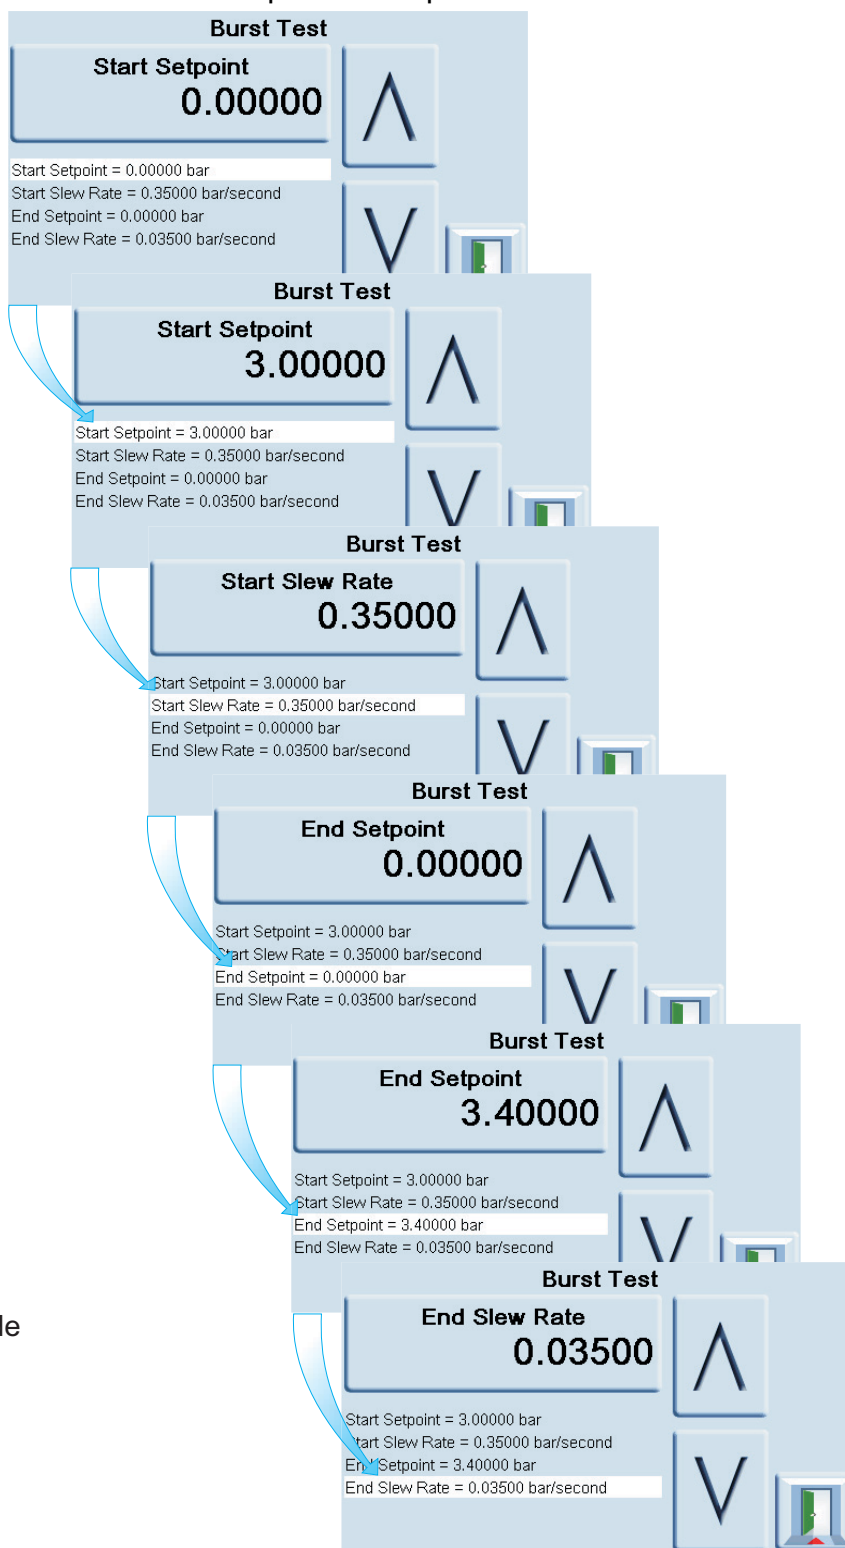 Burst Test
Start Setpoint
0.00000
Start Setpoint = 0.00000 bar
Start Slew Rate = 0.35000 bar/second
End Setpoint = 0.00000 bar
End Slew Rate = 0.03500 bar/second
Burst Test
Start Setpoint
3.00000
Start Setpoint = 3.00000 bar
Start Slew Rate = 0.35000 bar/second
End Setpoint = 0.00000 bar
End Slew Rate = 0.03500 bar/second
Burst Test
Start Slew Rate
0.35000
Start Setpoint = 3.00000 bar
Start Slew Rate = 0.35000 bar/second
End Setpoint = 0.00000 bar
End Slew Rate = 0.03500 bar/second
Burst Test
End Setpoint
0.00000
Start Setpoint = 3.00000 bar
Start Slew Rate = 0.35000 bar/second
End Setpoint = 0.00000 bar
End Slew Rate = 0.03500 bar/second
Burst Test
End Setpoint
3.40000
Start Setpoint = 3.00000 bar
Start Slew Rate = 0.35000 bar/second
End Setpoint = 3.40000 bar
End Slew Rate = 0.03500 bar/second
Burst Test
End Slew Rate
0.03500
Start Setpoint = 3.00000 bar
Start Slew Rate = 0.35000 bar/second
End Setpoint = 3.40000 bar
End Slew Rate = 0.03500 bar/second